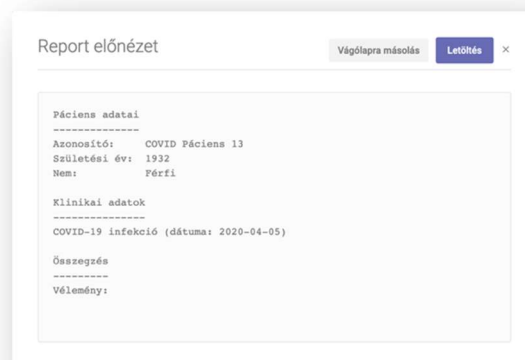 Report előnézet
Vágólapra másolás
Letöltés
×
Páciens adatai
--------------
Azonosító: COVID Páciens 13
Születési év: 1932
Nem: Férfi
Klinikai adatok
---------------
COVID-19 infekció (dátuma: 2020-04-05)
Összegzés
---------
Vélemény: